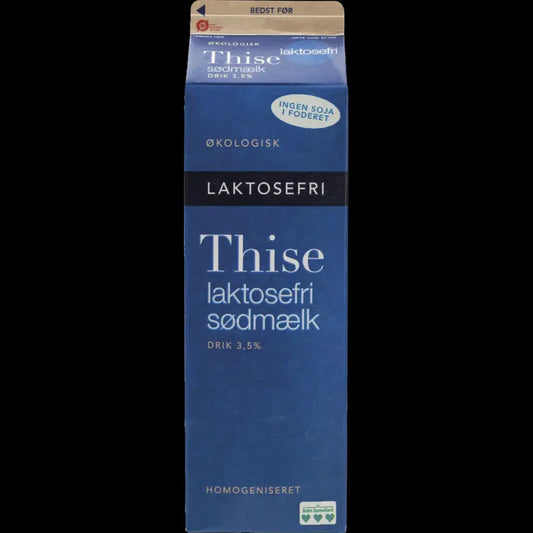 BEDST FØR
ØKOLOGISK
Thise
sødmælk
DRIK 3,5%
laktosefri
INGEN SOJA
I FODERET
ØKOLOGISK
LAKTOSEFRI
Thise
laktosefri
sødmælk
DRIK 3,5%
HOMOGENISERET